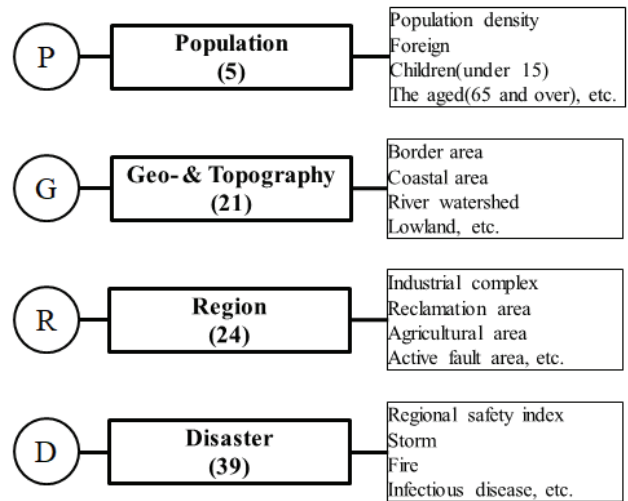 P
Population
(5)
Population density
Foreign
Children(under 15)
The aged(65 and over), etc.
G
Geo- & Topography
(21)
Border area
Coastal area
River watershed
Lowland, etc.
R
Region
(24)
Industrial complex
Reclamation area
Agricultural area
Active fault area, etc.
D
Disaster
(39)
Regional safety index
Storm
Fire
Infectious disease, etc.